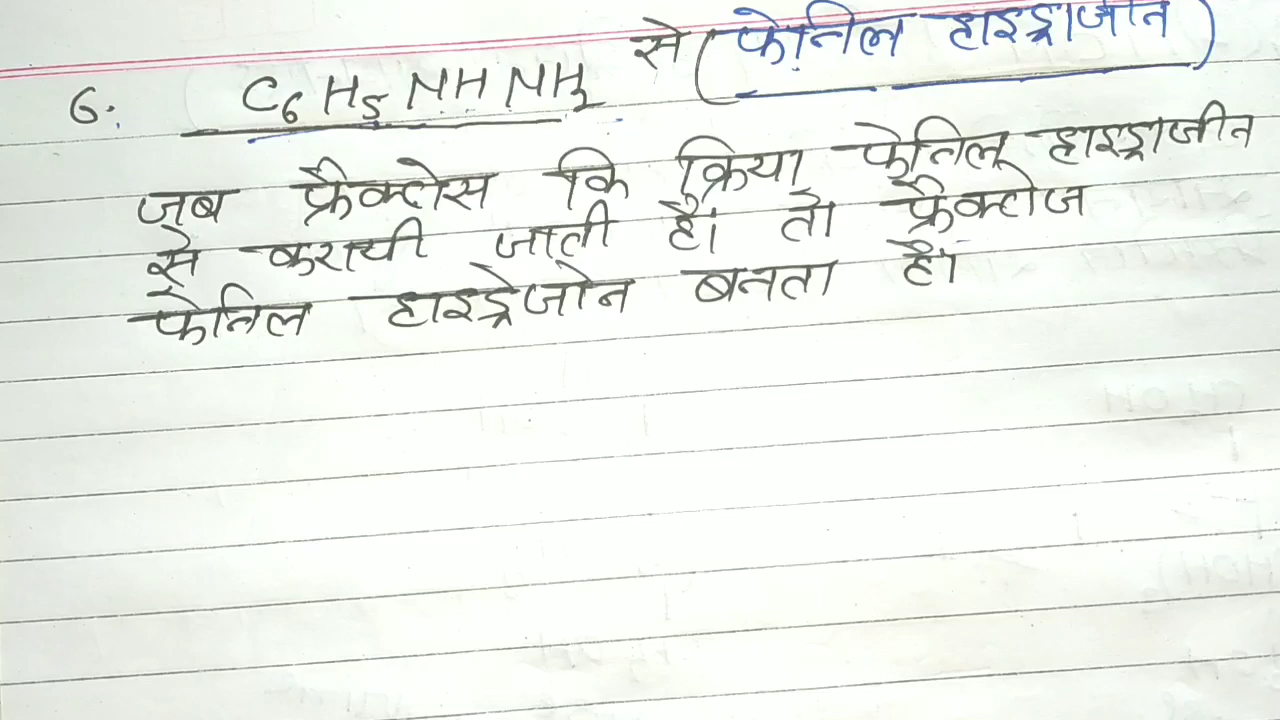 6. C6H5NHNH2 से (फेनिल हाइड्राजीन)
जब फ्रैक्टोस कि क्रिया फेनिल हाइड्राजीन
से करायी जाती है। तो फ्रैक्टोज
फेनिल हाइड्रेजोन बनता है।